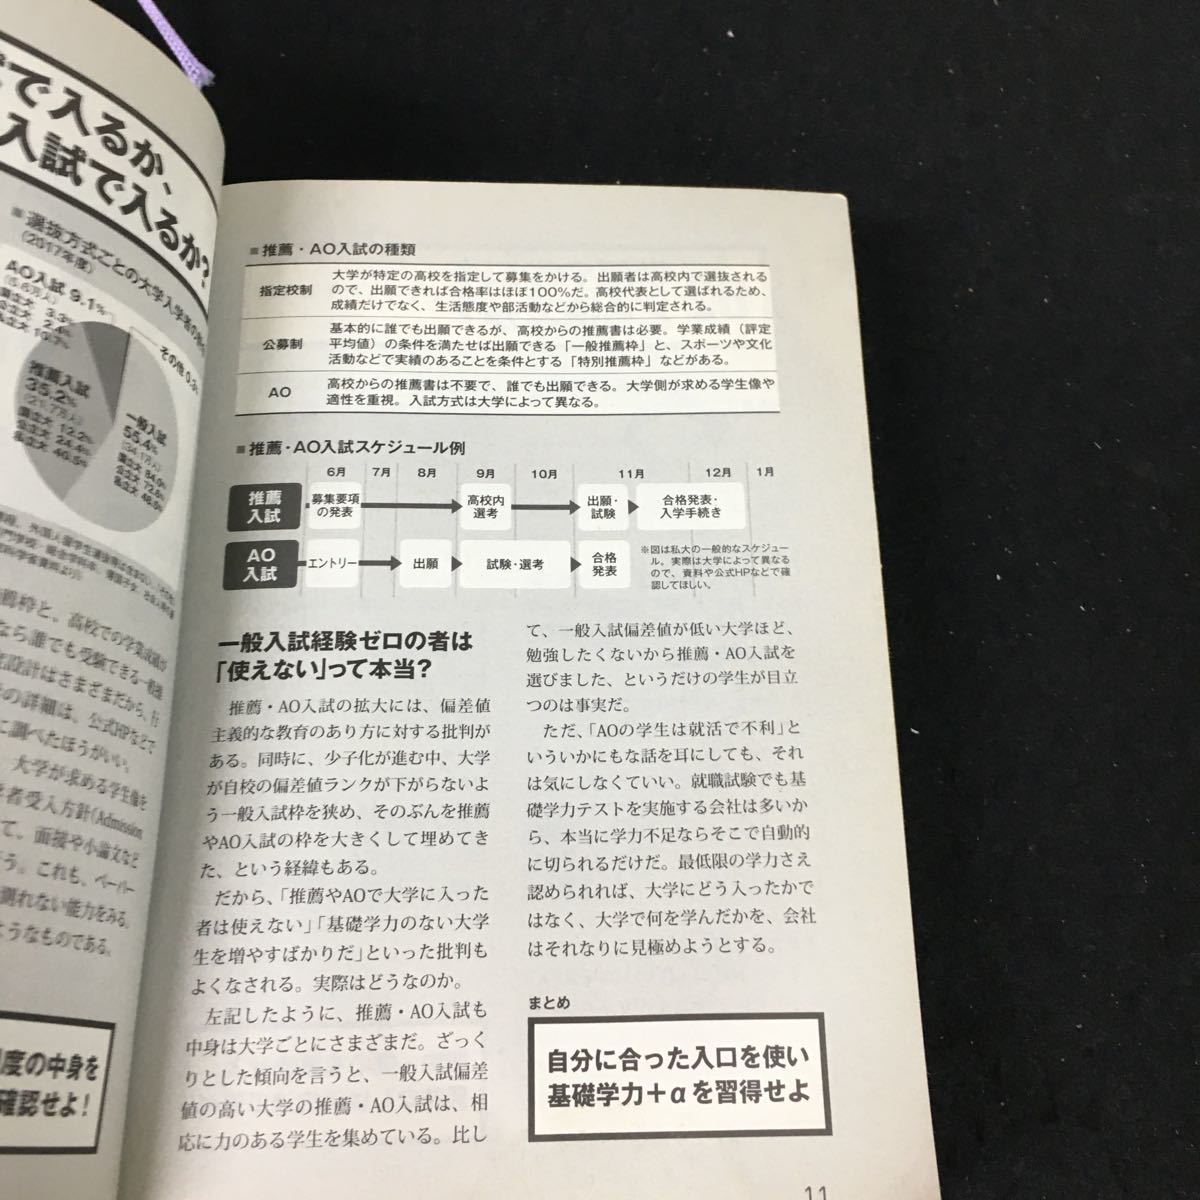 で入るか、
入試で入るか?
■選抜方式ごとの大学入学者の
(2017年度)
AO入試 9.1%
その他 0.3%
推薦入試
35.2%
(21.7万人)
国立大 12.2%
公立大 24.4%
私立大 40.5%
一般入試
55.4%
(34.1万人)
国立大 84.0%
公立大 72.8%
薦枠と、高校での学業成績が
なら誰でも受験できる一般推
設計はさまざまだから、行
の詳細は、公式HPなどで
に調べたほうがいい。
大学が求める学生像を
者受入方針(Admission
て、面接や小論文など
う。これも、ペーパー
測れない能力をみる。
ようなものである。
度の中身を
確認せよ!
■推薦・AO入試の種類
指定校制
大学が特定の高校を指定して募集をかける。出願者は高校内で選抜される
ので、出願できれば合格率はほぼ100%だ。高校代表として選ばれるため、
成績だけでなく、生活態度や部活動などから総合的に判定される。
公募制
基本的に誰でも出願できるが、高校からの推薦書は必要。学業成績(評定
平均値)の条件を満たせば出願できる「一般推薦枠」と、スポーツや文化
活動などで実績のあることを条件とする「特別推薦枠」などがある。
AO
高校からの推薦書は不要で、誰でも出願できる。大学側が求める学生像や
適性を重視。入試方式は大学によって異なる。
■推薦・AO入試スケジュール例
6月 7月 8月 9月 10月 11月 12月 1月
推薦
入試
募集要項
の発表
高校内
選考
出願・
試験
合格発表・
入学手続き
AO
入試
エントリー
出願
試験・選考
合格
発表
※図は私大の一般的なスケジュー
ル。実際は大学によって異なる
ので、資料や公式HPなどで確
認してほしい。
一般入試経験ゼロの者は
「使えない」って本当?
推薦・AO入試の拡大には、偏差値
主義的な教育のあり方に対する批判が
ある。同時に、少子化が進む中、大学
が自校の偏差値ランクが下がらないよ
う一般入試枠を狭め、そのぶんを推薦
やAO入試の枠を大きくして埋めてき
た、という経緯もある。
だから、「推薦やAOで大学に入った
者は使えない」「基礎学力のない大学
生を増やすばかりだ」といった批判も
よくなされる。実際はどうなのか。
左記したように、推薦・AO入試も
中身は大学ごとにさまざまだ。ざっく
りとした傾向を言うと、一般入試偏差
値の高い大学の推薦・AO入試は、相
応に力のある学生を集めている。比し
て、一般入試偏差値が低い大学ほど、
勉強したくないから推薦・AO入試を
選びました、というだけの学生が目立
つのは事実だ。
ただ、「AOの学生は就活で不利」と
いういかにもな話を耳にしても、それ
は気にしなくていい。就職試験でも基
礎学力テストを実施する会社は多いか
ら、本当に学力不足ならそこで自動的
に切られるだけだ。最低限の学力さえ
認められれば、大学にどう入ったかで
はなく、大学で何を学んだかを、会社
はそれなりに見極めようとする。
まとめ
自分に合った入口を使い
基礎学力+αを習得せよ
11